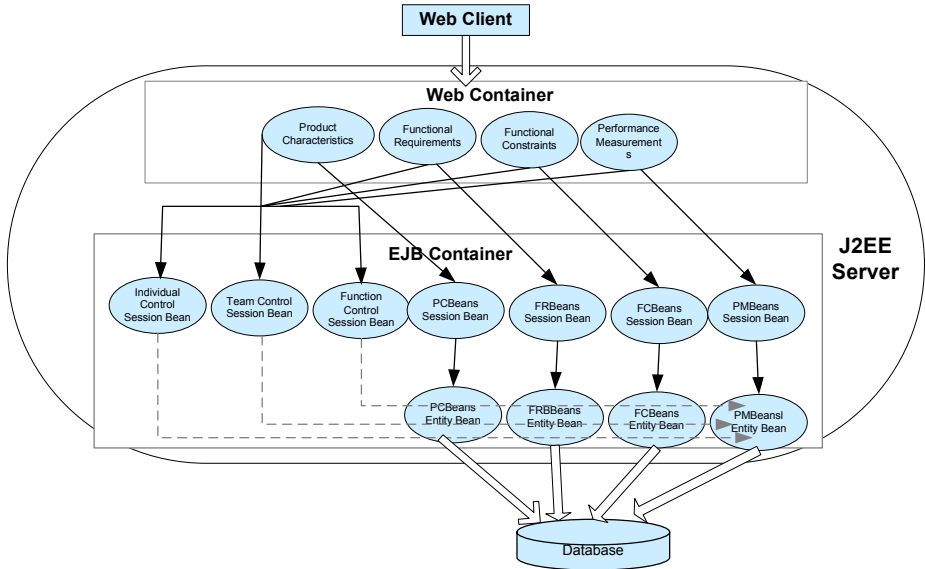 Web Client
Web Container
Product
Characteristics
Functional
Requirements
Functional
Constraints
Performance
Measurement
s
J2EE
Server
EJB Container
Individual
Control
Session Bean
Team Control
Session Bean
Function
Control
Session Bean
PCBeans
Session Bean
FRBeans
Session Bean
FCBeans
Session Bean
PMBeans
Session Bean
PCBeans
Entity Bean
FRBBeans
Entity Bean
FCBeans
Entity Bean
PMBeansl
Entity Bean
Database